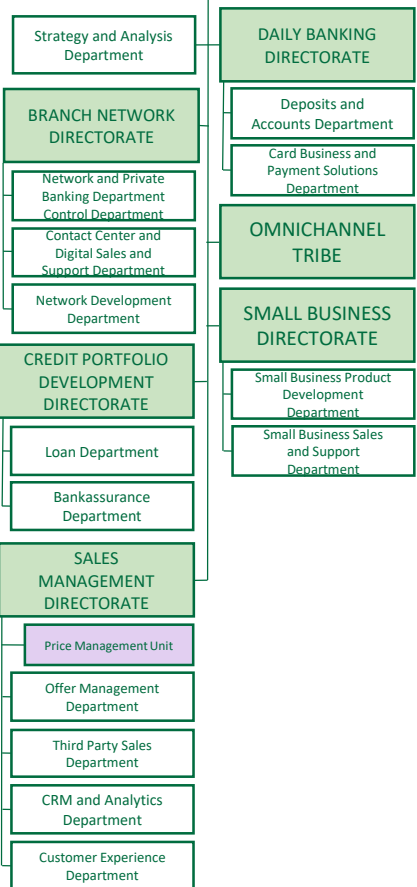 Strategy and Analysis
Department
BRANCH NETWORK
DIRECTORATE
Network and Private
Banking Department
Control Department
Contact Center and
Digital Sales and
Support Department
Network Development
Department
CREDIT PORTFOLIO
DEVELOPMENT
DIRECTORATE
Loan Department
Bankassurance
Department
SALES
MANAGEMENT
DIRECTORATE
Price Management Unit
Offer Management
Department
Third Party Sales
Department
CRM and Analytics
Department
Customer Experience
Department
DAILY BANKING
DIRECTORATE
Deposits and
Accounts Department
Card Business and
Payment Solutions
Department
OMNICHANNEL
TRIBE
SMALL BUSINESS
DIRECTORATE
Small Business Product
Development
Department
Small Business Sales
and Support
Department